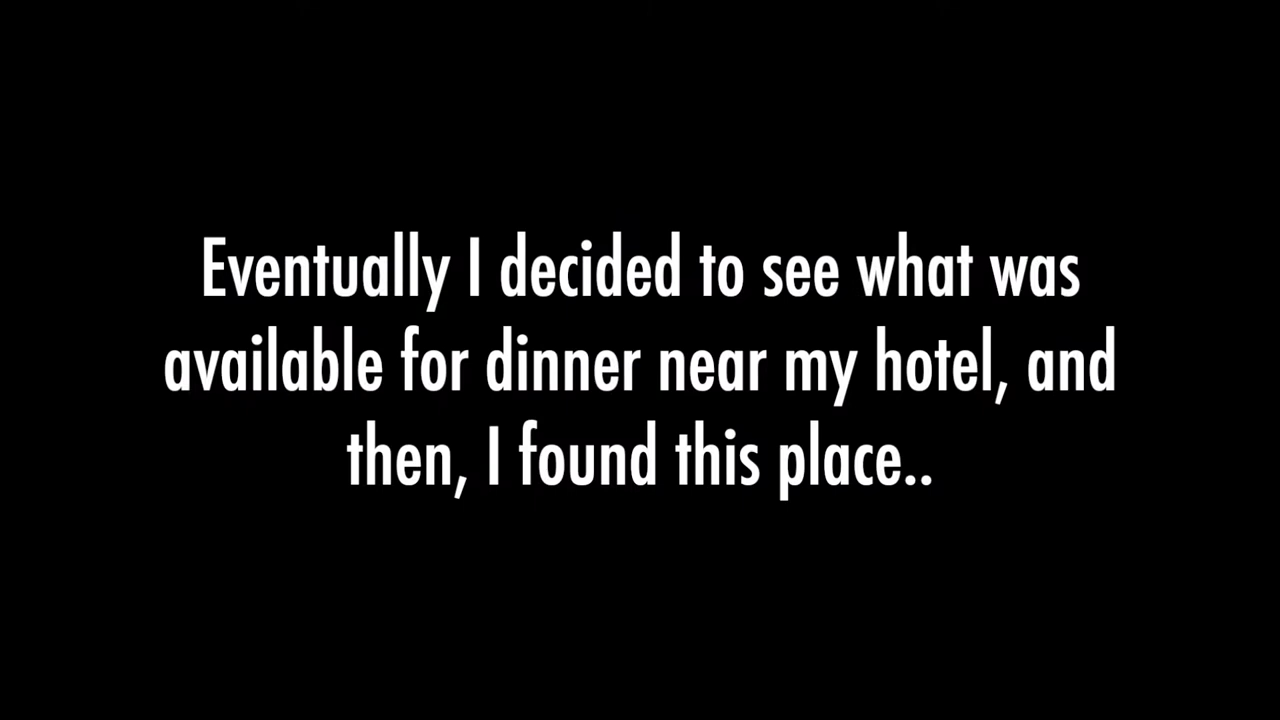 Eventually I decided to see what was
available for dinner near my hotel, and
then, I found this place..